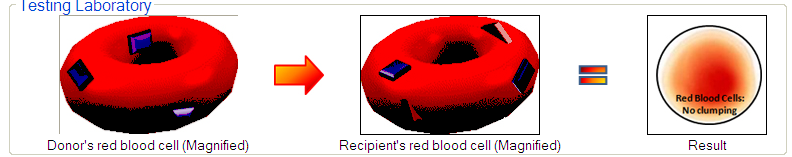 Testing Laboratory
Red Blood Cells:
No clumping
Donor's red blood cell (Magnified)
Recipient's red blood cell (Magnified)
Result